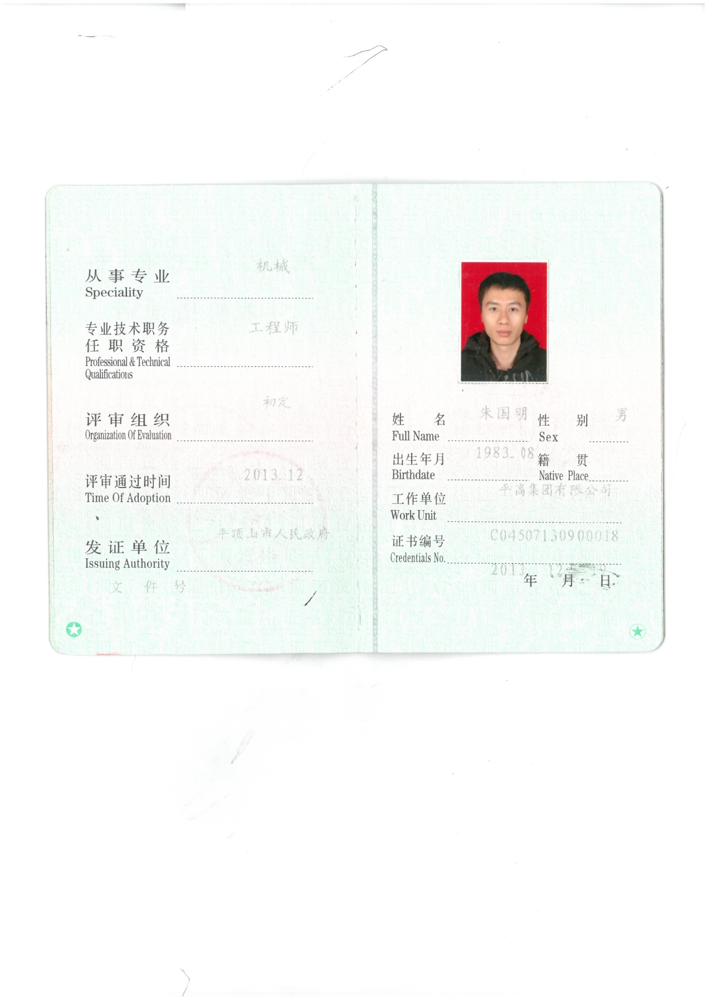 机械
从事专业
Speciality
工程师
专业技术职务
任职资格
Professional & Technical
Qualifications
初定
评审组织
Organization Of Evaluation
2013.12
评审通过时间
Time Of Adoption
平顶山市人民政府
发证单位
Issuing Authority
文 件 号
朱国明 男
姓 名 性 别
Full Name Sex
1983.08
出生年月 籍 贯
Birthdate Native Place
平高集团有限公司
工作单位
Work Unit
C04507130900018
证书编号
Credentials No.
2013 12
年 月 日